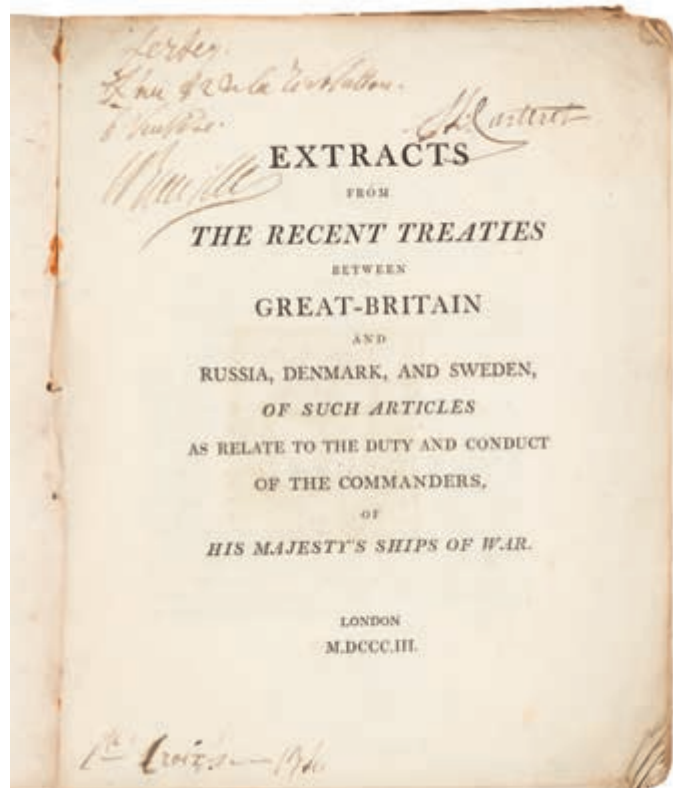 Jersey.
EXTRACTS
FROM
THE RECENT TREATIES
BETWEEN
GREAT-BRITAIN
AND
RUSSIA, DENMARK, AND SWEDEN,
OF SUCH ARTICLES
AS RELATE TO THE DUTY AND CONDUCT
OF THE COMMANDERS,
OF
HIS MAJESTY'S SHIPS OF WAR.
LONDON
M.DCCC.III.